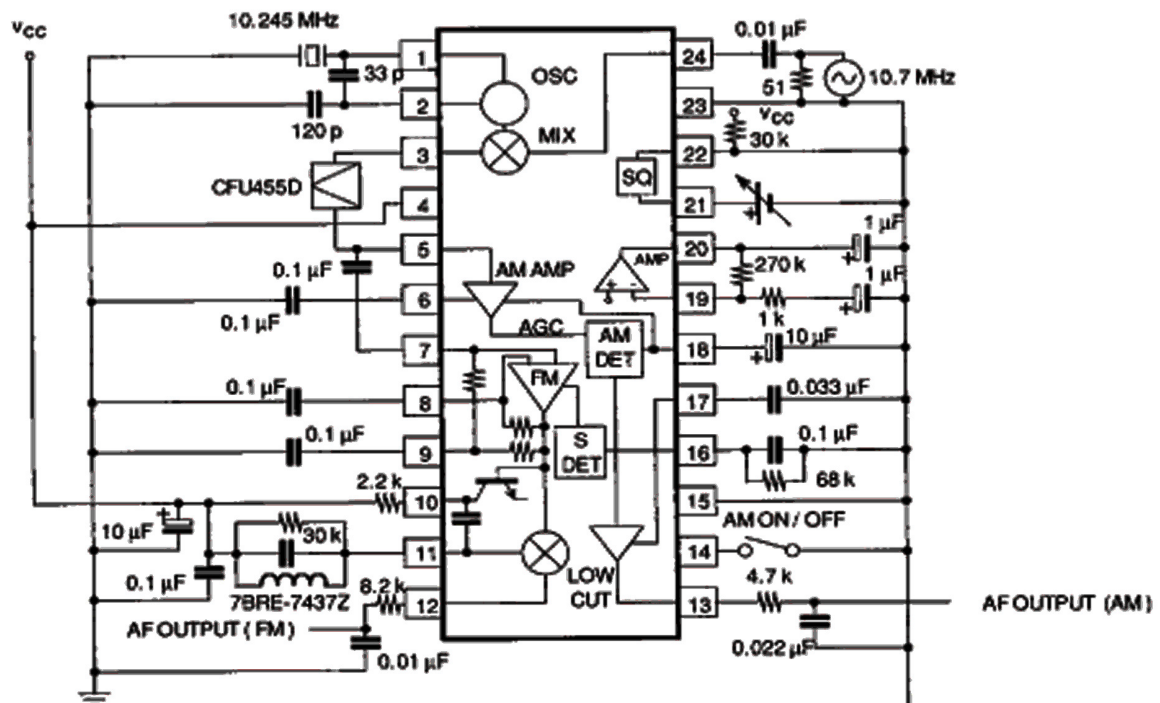 10.245 MHz
0.01 µF
VCC
1
OSC
24
33 p
51
10.7 MHz
2
23
120 p
MIX
VCC
30 k
3
22
CFU455D
SQ
4
21
1 µF
5
20
0.1 µF
AM AMP
AMP
270 k
1 µF
6
19
0.1 µF
AGC
AM
DET
1 k
10 µF
7
18
FM
0.1 µF
0.033 µF
8
17
0.1 µF
S
DET
0.1 µF
9
16
2.2 k
68 k
10
15
10 µF
30 k
AM ON / OFF
11
14
0.1 µF
7BRE-7437Z
8.2 k
LOW
CUT
4.7 k
12
13
AF OUTPUT (AM)
AF OUTPUT ( FM )
0.01 µF
0.022 µF